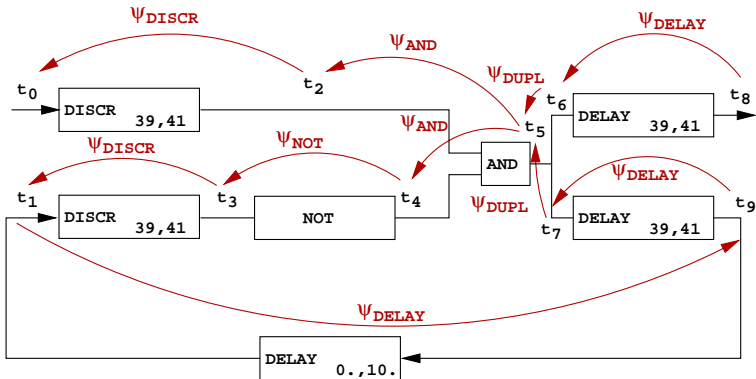 ψDISCR
ψAND
ψDELAY
t0
t2
ψDUPL
t6
t8
DISCR
39,41
DELAY
39,41
ψDISCR
ψNOT
ψAND
t5
AND
ψDELAY
t1
t3
t4
ψDUPL
t7
t9
DISCR
39,41
NOT
DELAY
39,41
ψDELAY
DELAY
0.,10.